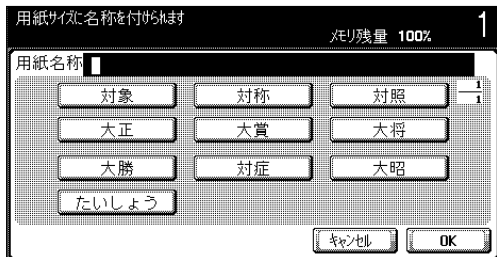 用紙サイズに名称を付けられます
メモリ残量 100% 1
用紙名称
対象 対称 対照 1/1
大正 大賞 大将
大勝 対症 大昭
たいしょう
キャンセル OK